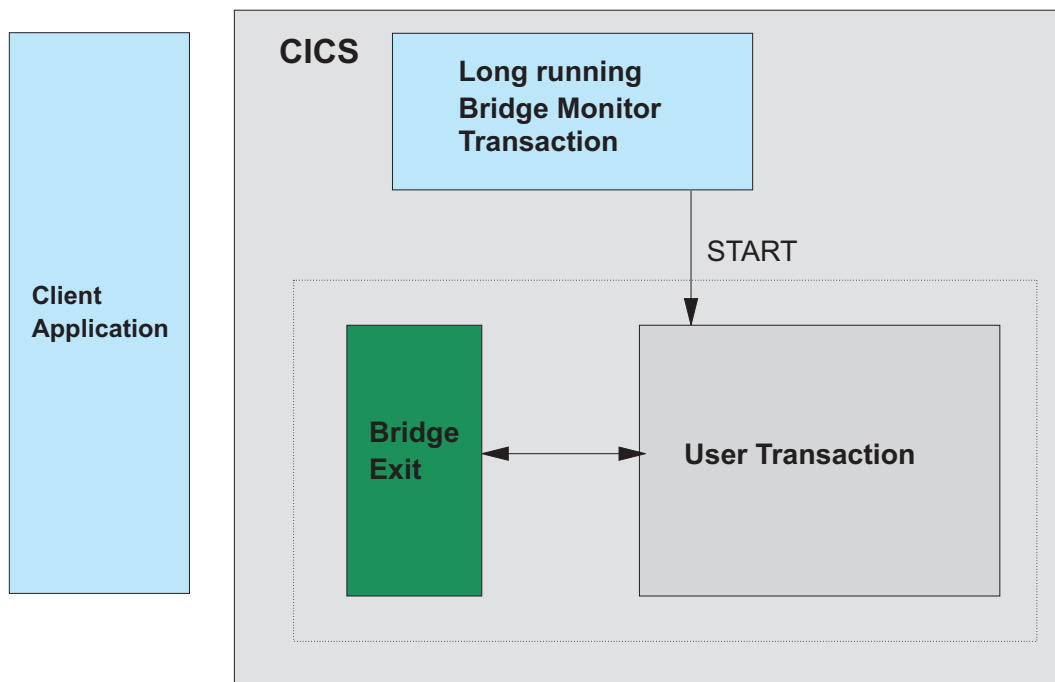 CICS
Long running
Bridge Monitor
Transaction
START
Client
Application
Bridge
Exit
User Transaction